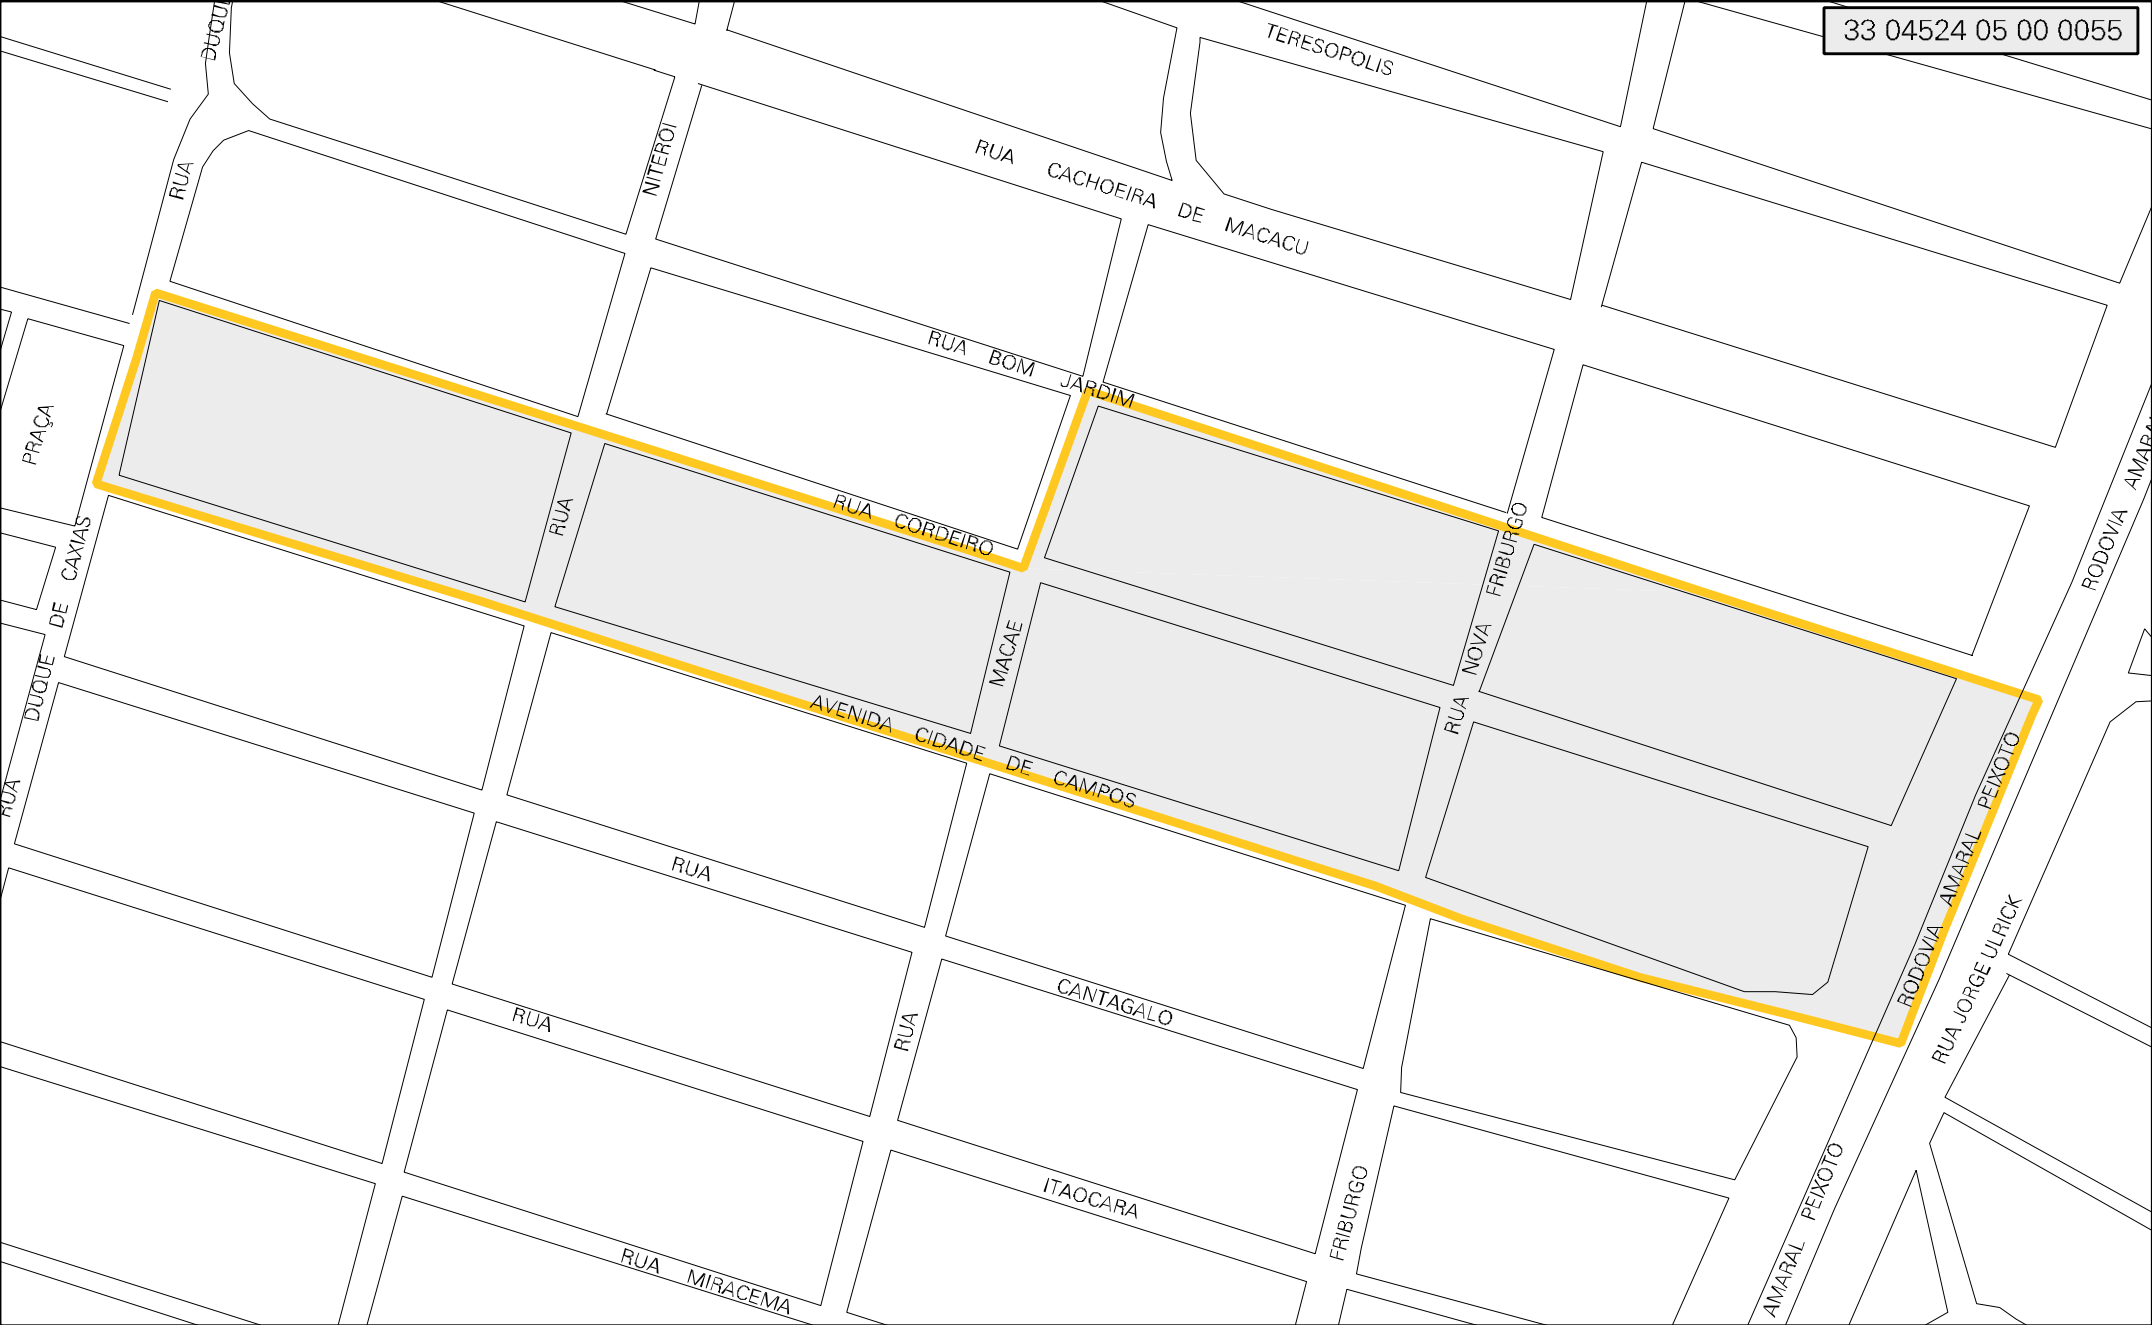 33 04524 05 00 0055
TERESOPOLIS
RUA CACHOEIRA DE MACACU
NITEROI
RUA
RUA BOM JARDIM
PRAÇA
RUA CORDEIRO
RUA
RUA NOVA FRIBURGO
RODOVIA
MACAE
RUA DUQUE DE CAXIAS
AVENIDA CIDADE DE CAMPOS
RODOVIA AMARAL PEIXOTO
RUA JORGE ULRICK
RUA
CANTAGALO
RUA
RUA
ITAOCARA
FRIBURGO
AMARAL PEIXOTO
RUA MIRACEMA